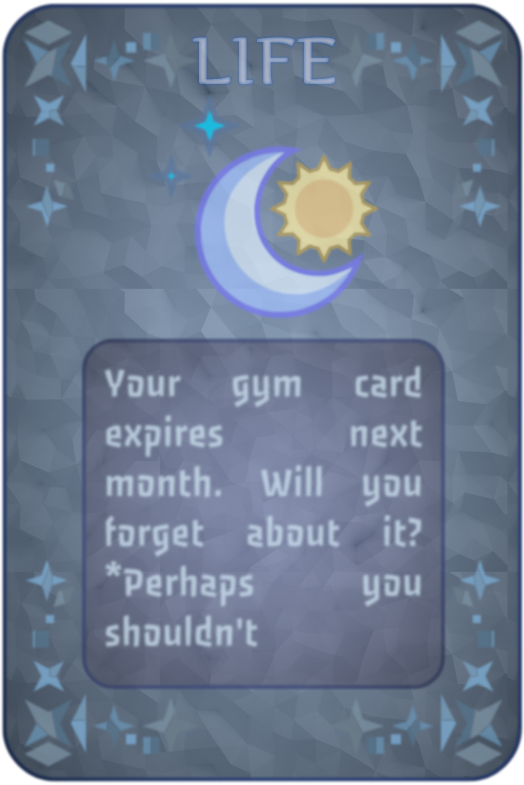 LIFE
Your gym card
expires next
month. Will you
forget about it?
*Perhaps you
shouldn't